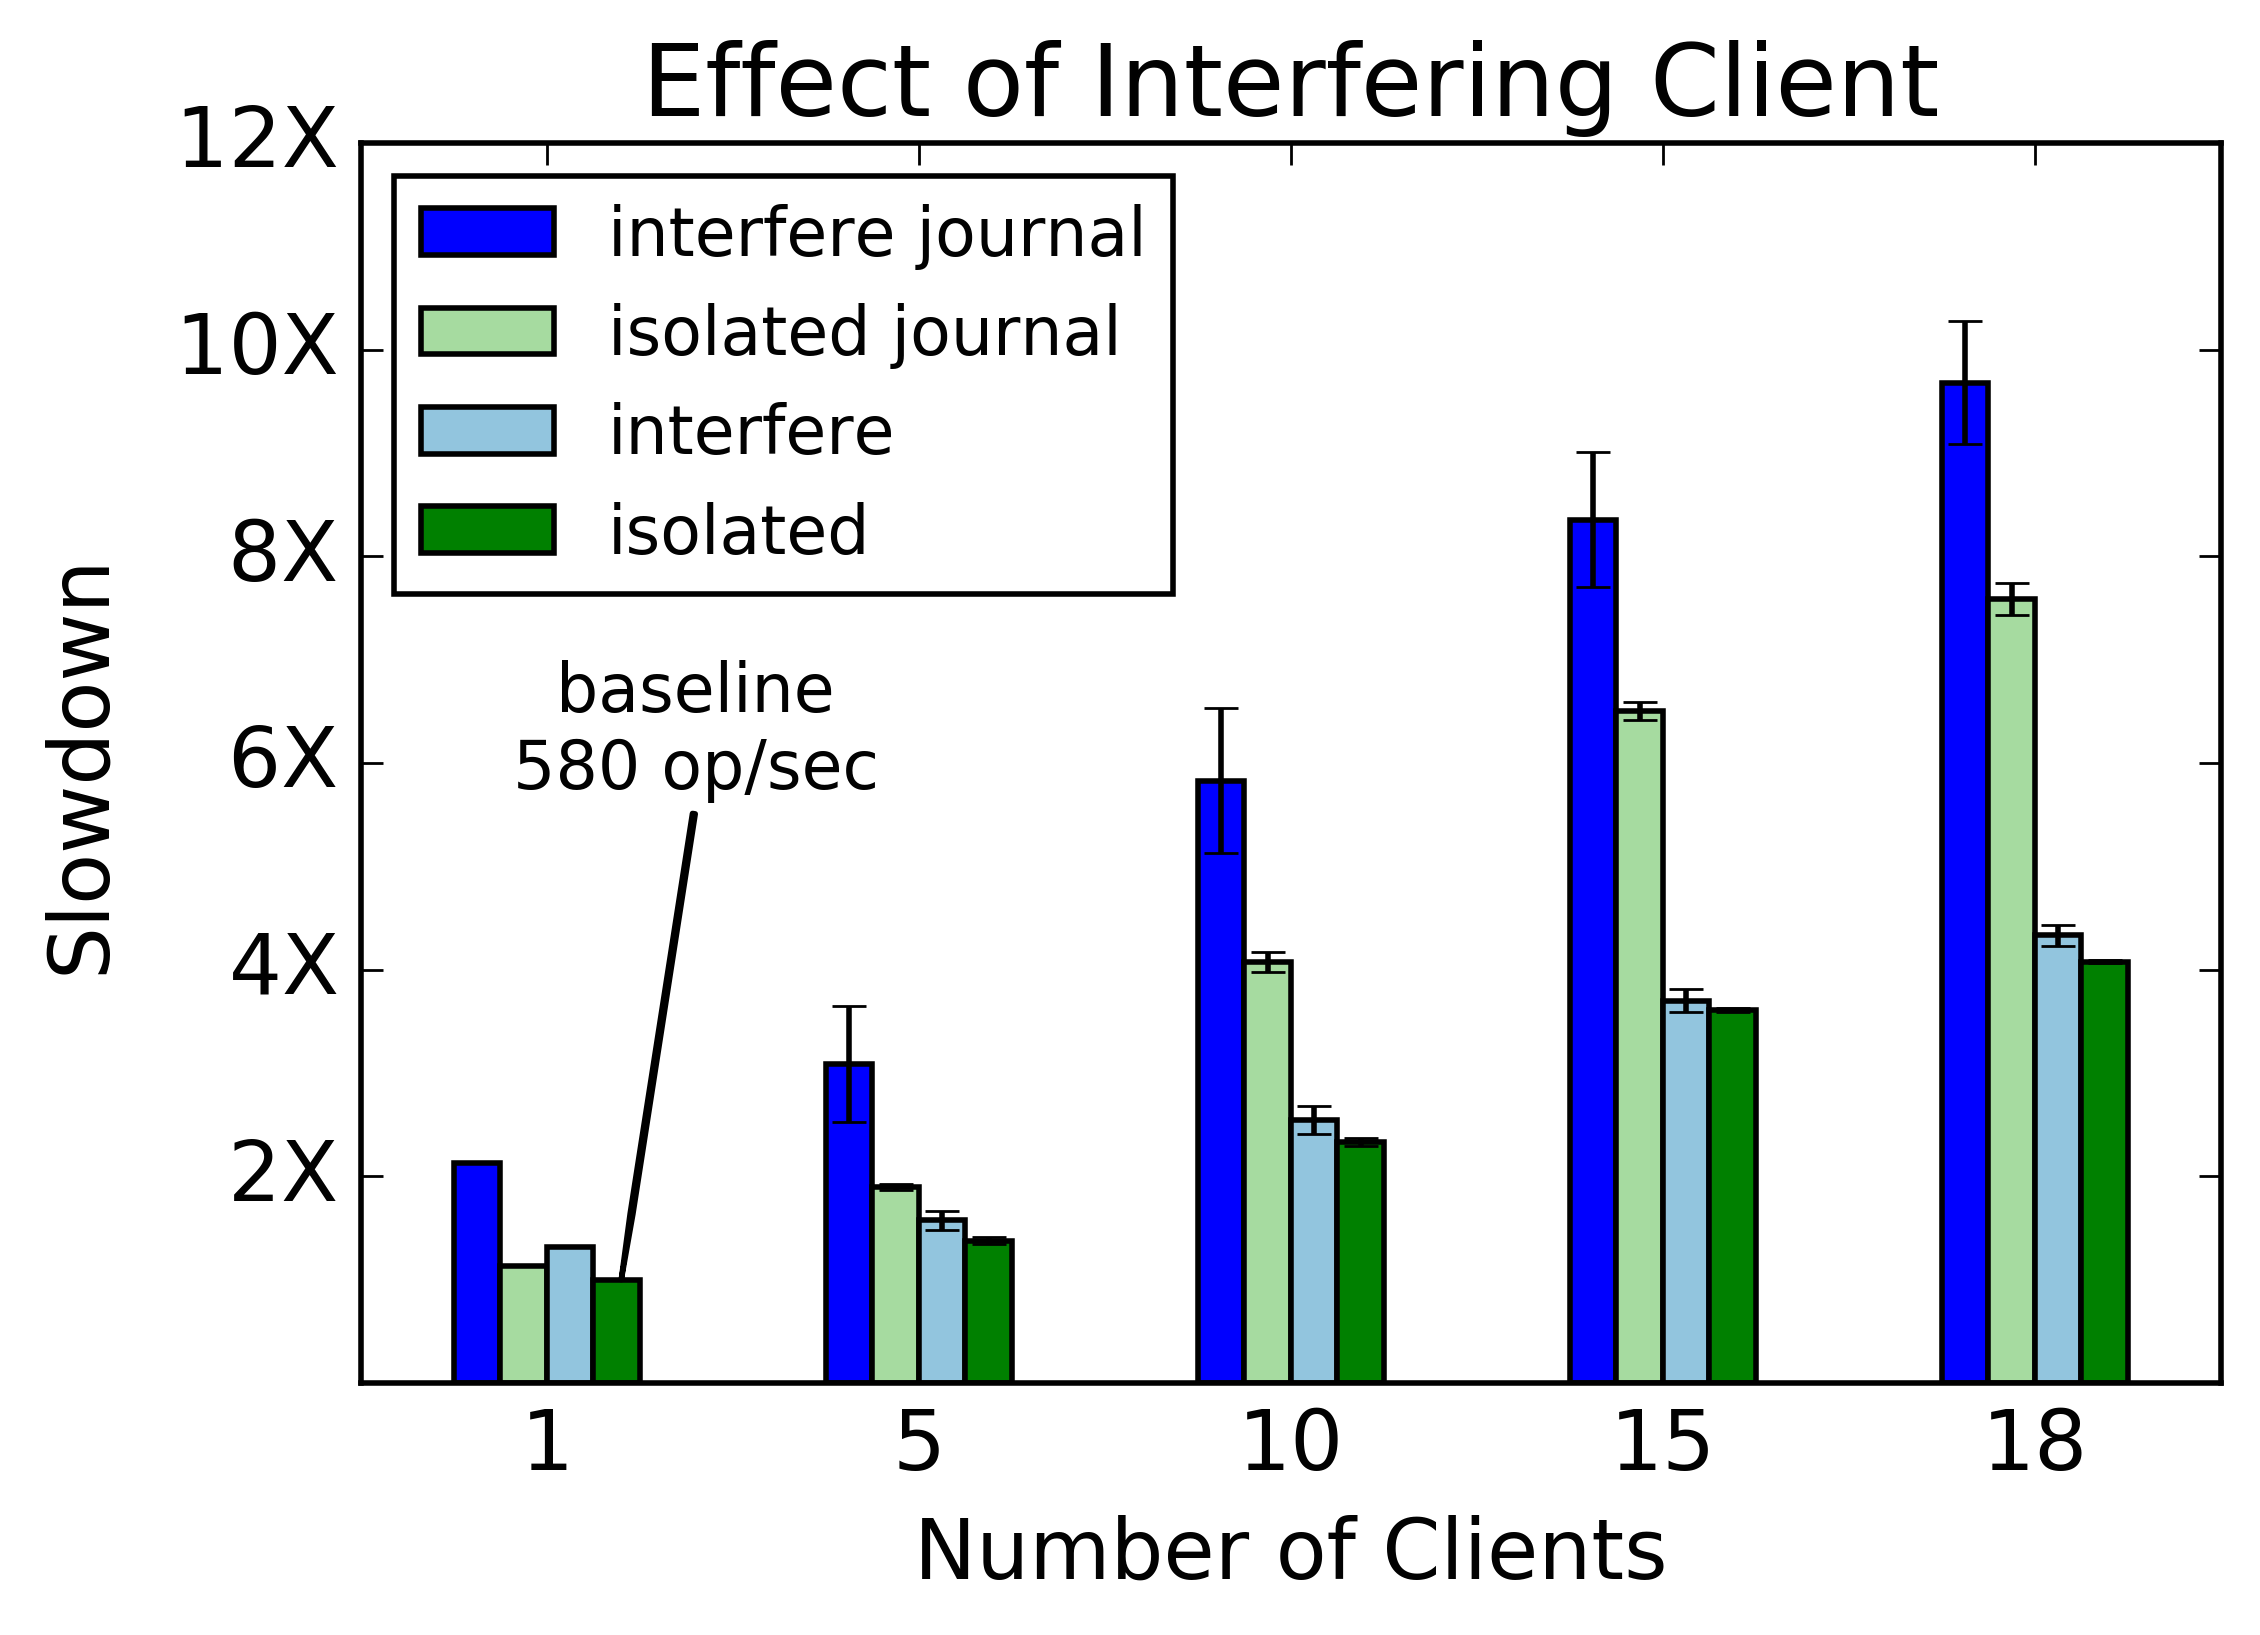 Effect of Interfering Client
12X
10X
8X
6X
4X
2X
Slowdown
interfere journal
isolated journal
interfere
isolated
baseline
580 op/sec
1 5 10 15 18
Number of Clients